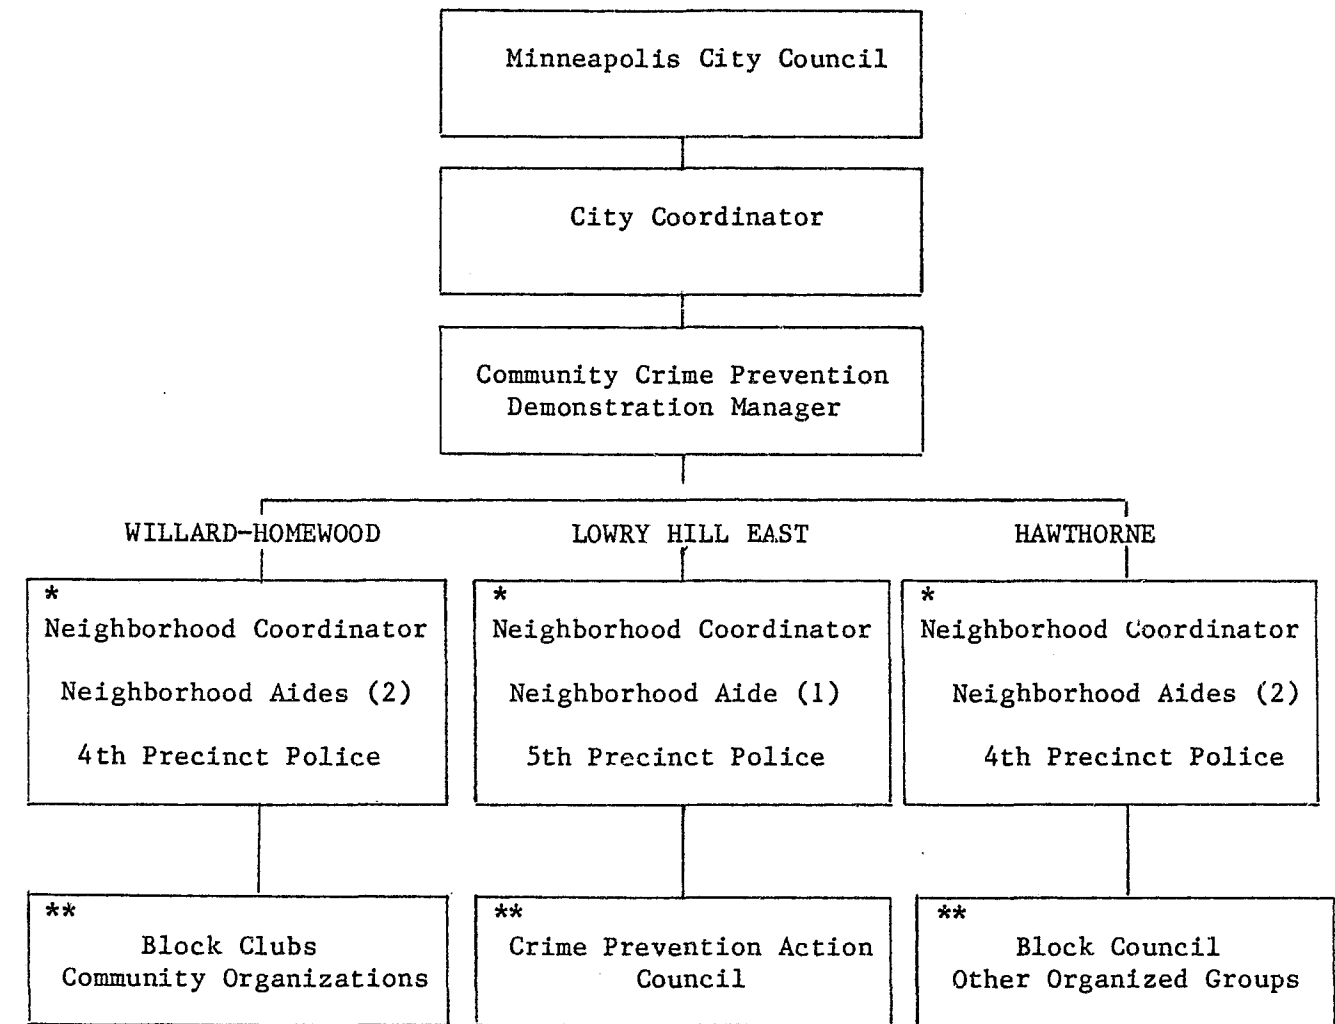 Minneapolis City Council
City Coordinator
Community Crime Prevention
Demonstration Manager
WILLARD-HOMEWOOD
LOWRY HILL EAST
HAWTHORNE
*
Neighborhood Coordinator
Neighborhood Aides (2)
4th Precinct Police
*
Neighborhood Coordinator
Neighborhood Aide (1)
5th Precinct Police
*
Neighborhood Coordinator
Neighborhood Aides (2)
4th Precinct Police
**
Block Clubs
Community Organizations
**
Crime Prevention Action
Council
**
Block Council
Other Organized Groups